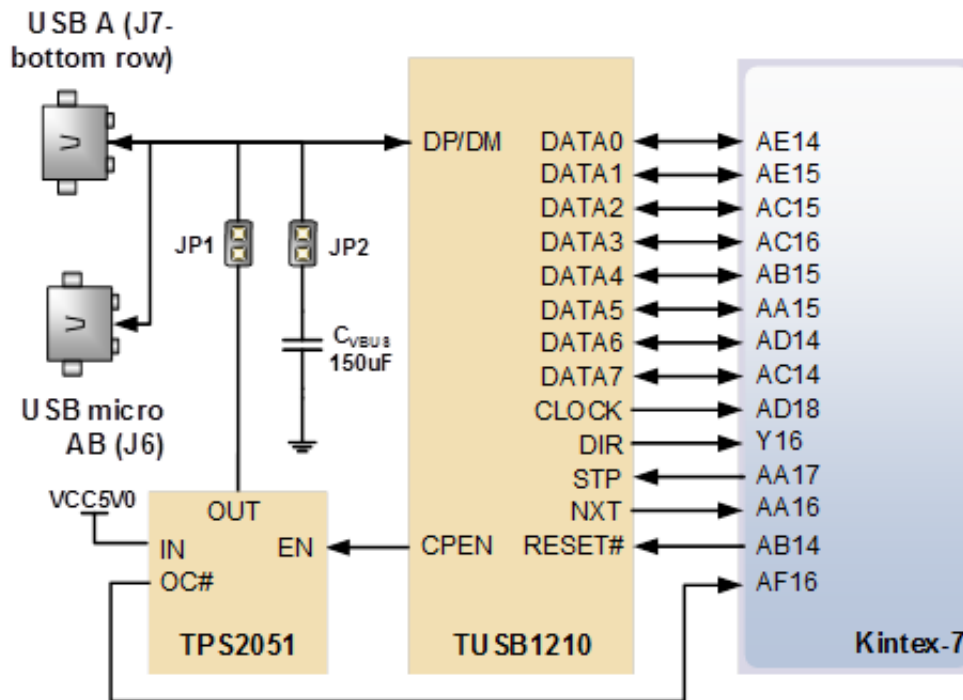 USB A (J7-
bottom row)
DP/DM
DATA0
AE14
DATA1
AE15
DATA2
AC15
JP1
JP2
DATA3
AC16
DATA4
AB15
DATA5
AA15
CVBUS
150uF
DATA6
AD14
DATA7
AC14
USB micro
AB (J6)
CLOCK
AD18
DIR
Y16
STP
AA17
VCC5V0
OUT
NXT
AA16
IN
EN
CPEN
RESET#
AB14
OC#
AF16
TPS2051
TUSB1210
Kintex-7